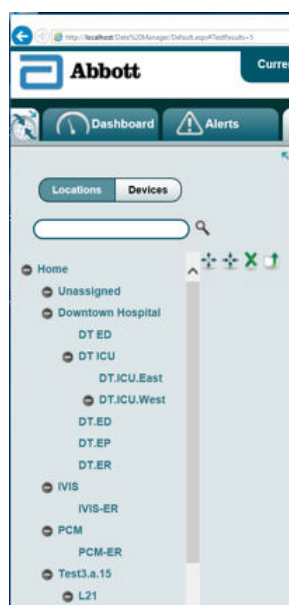 http://localhost/Data%20Manager/Default.aspx#TestResults-5
Abbott
Curre
Dashboard
Alerts
Locations
Devices
Home
Unassigned
Downtown Hospital
DT ED
DT ICU
DT.ICU.East
DT.ICU.West
DT.ED
DT.EP
DT.ER
IVIS
IVIS-ER
PCM
PCM-ER
Test3.a.15
L21